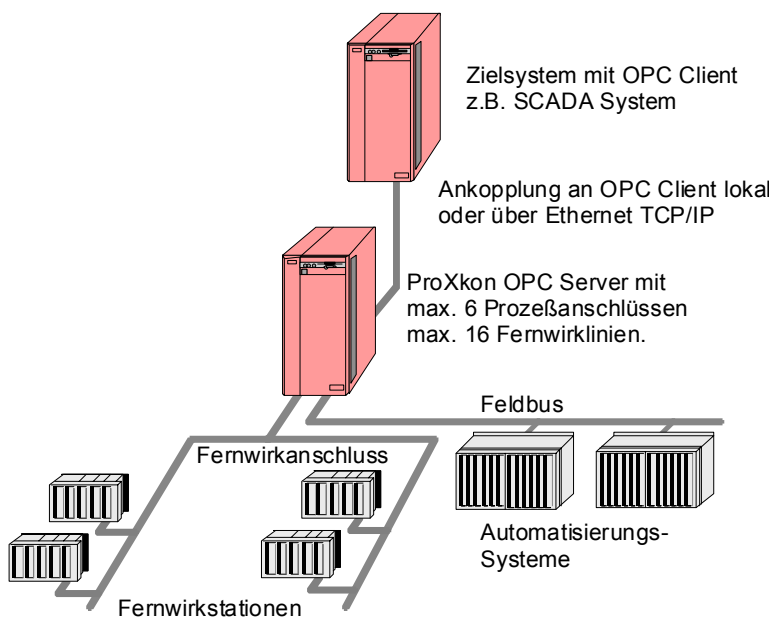 Zielsystem mit OPC Client
z.B. SCADA System
Ankopplung an OPC Client lokal
oder über Ethernet TCP/IP
ProXkon OPC Server mit
max. 6 Prozeßanschlüssen
max. 16 Fernwirklinien.
Feldbus
Fernwirkanschluss
Automatisierungs-
Systeme
Fernwirkstationen